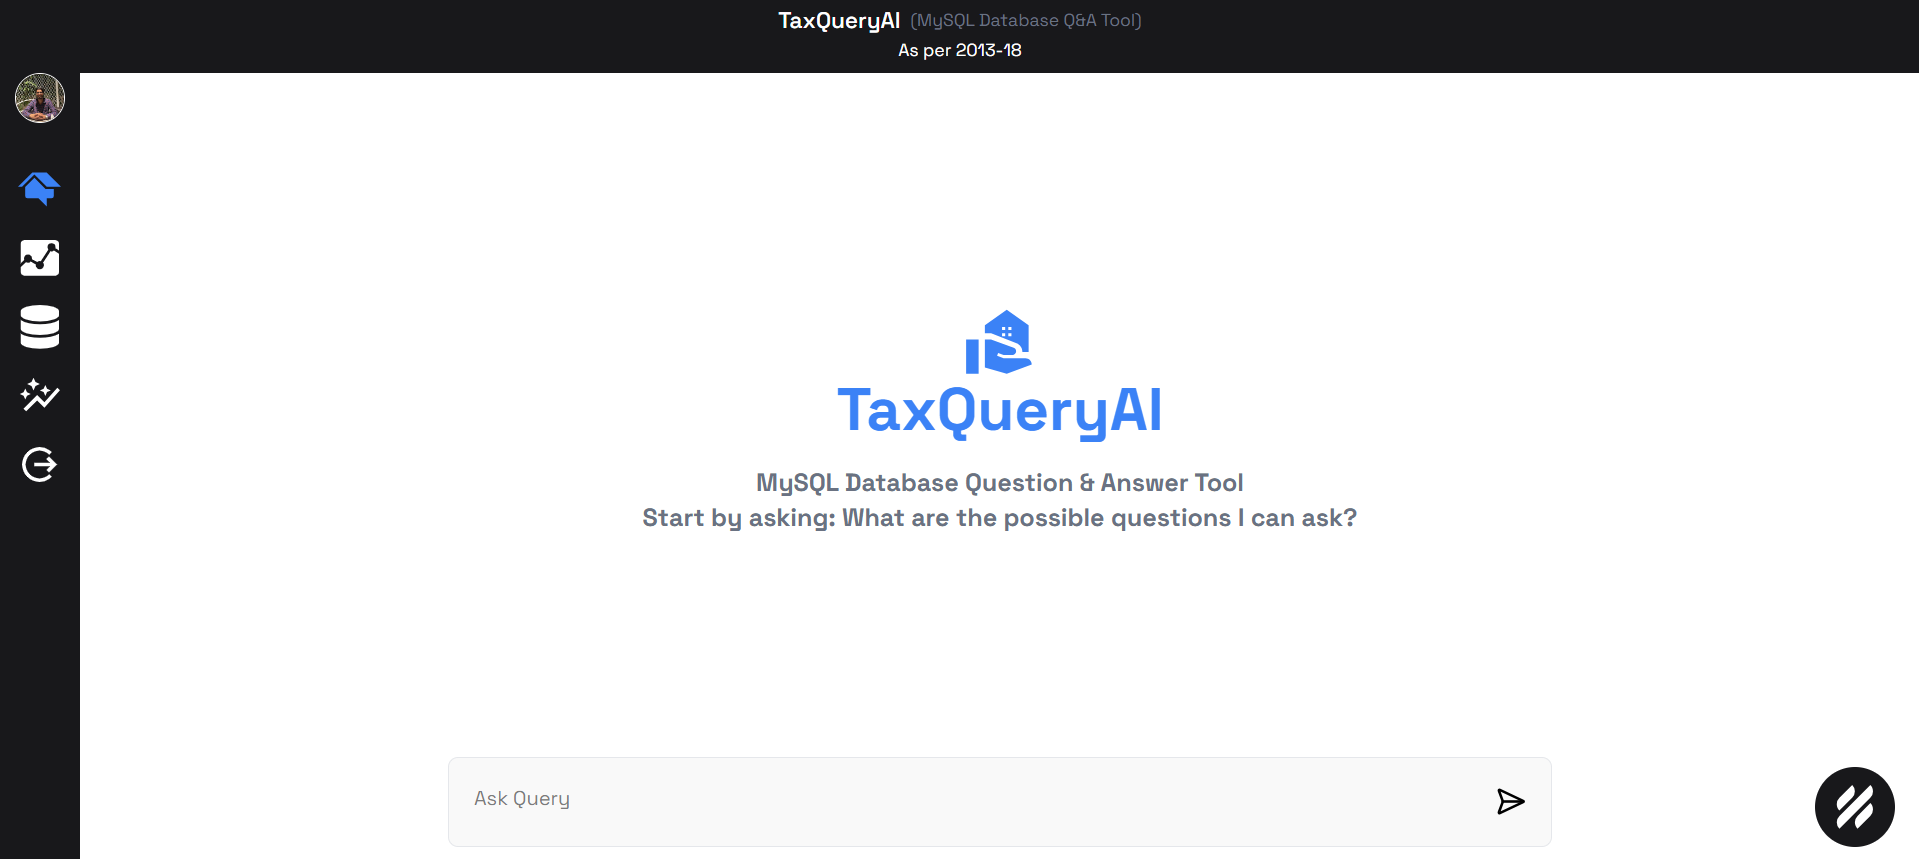 TaxQueryAI (MySQL Database Q&A Tool)
As per 2013-18
TaxQueryAI
MySQL Database Question & Answer Tool
Start by asking: What are the possible questions I can ask?
Ask Query